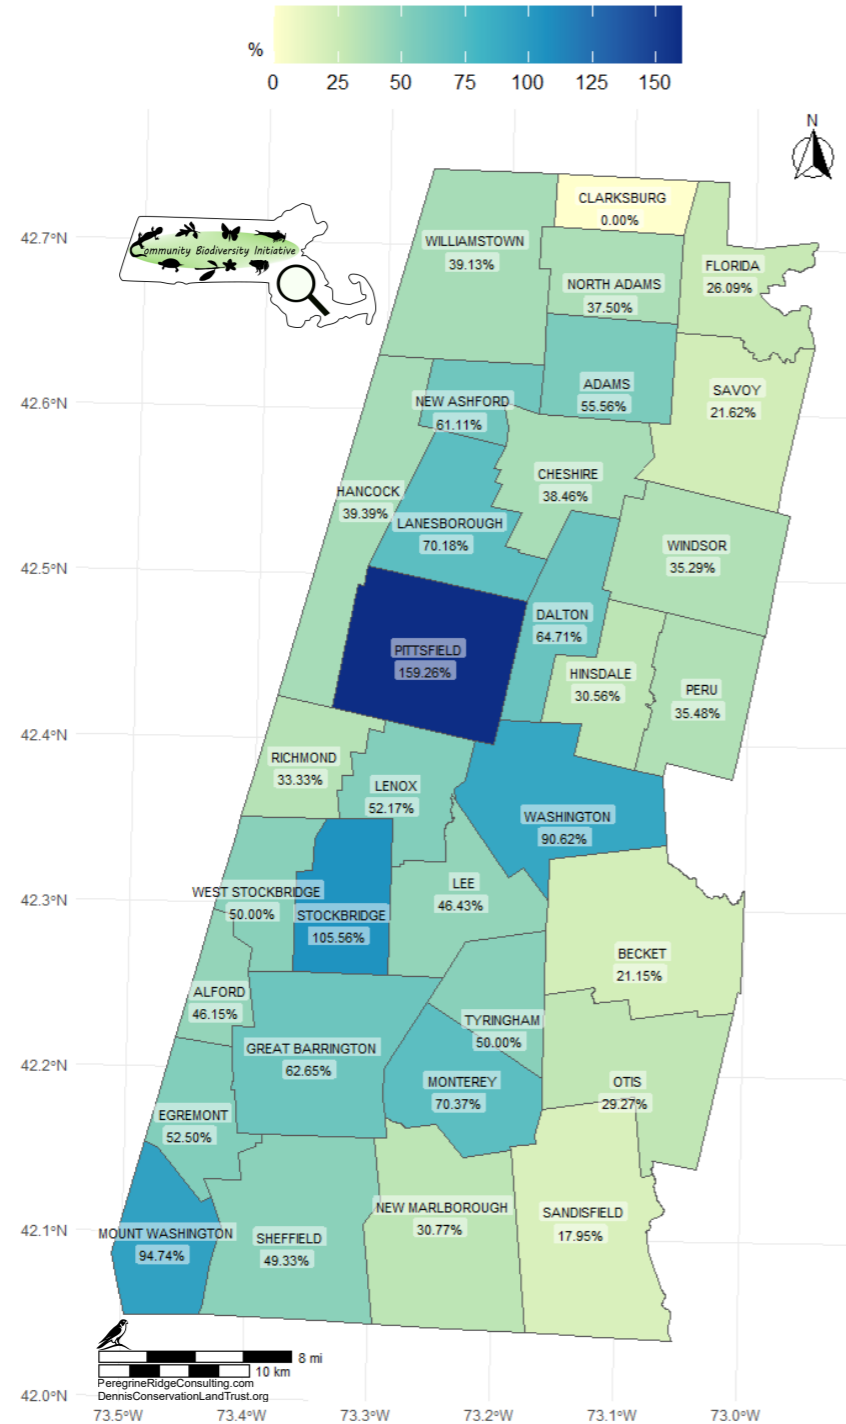 %
0 25 50 75 100 125 150
N
42.7°N
42.6°N
42.5°N
42.4°N
42.3°N
42.2°N
42.1°N
42.0°N
Community Biodiversity Initiative
CLARKSBURG
0.00%
WILLIAMSTOWN
39.13%
NORTH ADAMS
37.50%
FLORIDA
26.09%
ADAMS
55.56%
SAVOY
21.62%
NEW ASHFORD
61.11%
CHESHIRE
38.46%
HANCOCK
39.39%
LANESBOROUGH
70.18%
WINDSOR
35.29%
DALTON
64.71%
PITTSFIELD
159.26%
HINSDALE
30.56%
PERU
35.48%
RICHMOND
33.33%
LENOX
52.17%
WASHINGTON
90.62%
WEST STOCKBRIDGE
50.00%
STOCKBRIDGE
105.56%
LEE
46.43%
BECKET
21.15%
ALFORD
46.15%
TYRINGHAM
50.00%
GREAT BARRINGTON
62.65%
MONTEREY
70.37%
OTIS
29.27%
EGREMONT
52.50%
NEW MARLBOROUGH
30.77%
SANDISFIELD
17.95%
MOUNT WASHINGTON
94.74%
SHEFFIELD
49.33%
8 mi
10 km
PeregrineRidgeConsulting.com
DennisConservationLandTrust.org
73.5°W 73.4°W 73.3°W 73.2°W 73.1°W 73.0°W